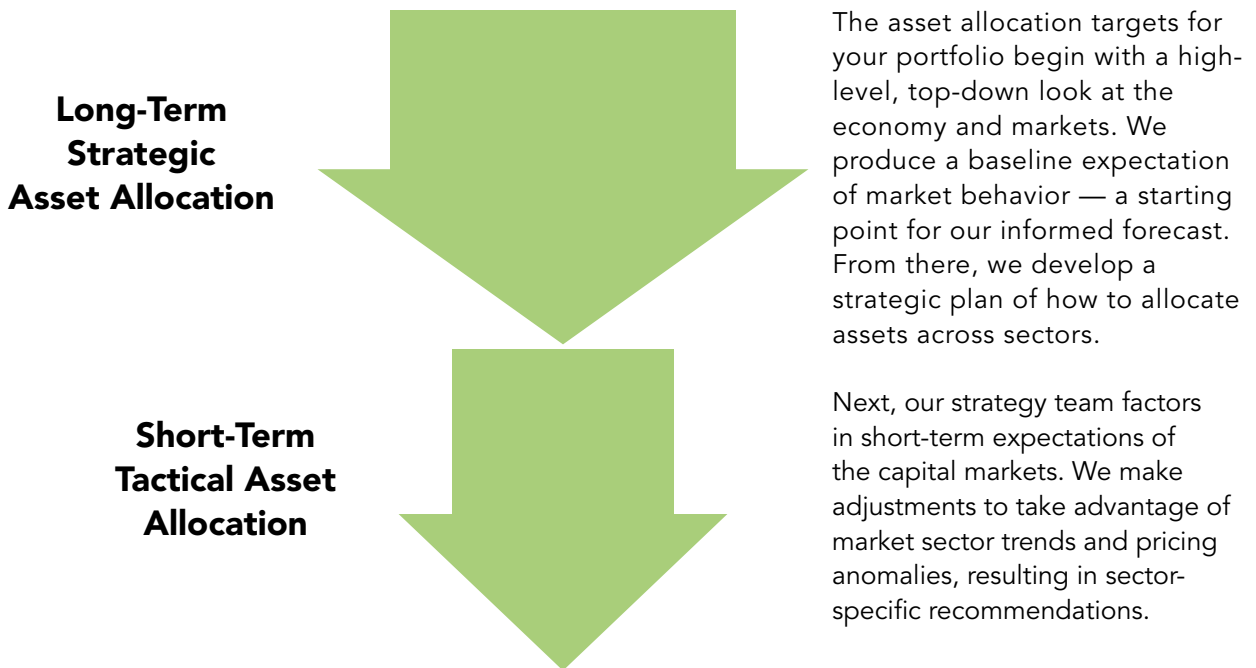 Long-Term
Strategic
Asset Allocation
The asset allocation targets for
your portfolio begin with a high-
level, top-down look at the
economy and markets. We
produce a baseline expectation
of market behavior — a starting
point for our informed forecast.
From there, we develop a
strategic plan of how to allocate
assets across sectors.
Short-Term
Tactical Asset
Allocation
Next, our strategy team factors
in short-term expectations of
the capital markets. We make
adjustments to take advantage of
market sector trends and pricing
anomalies, resulting in sector-
specific recommendations.